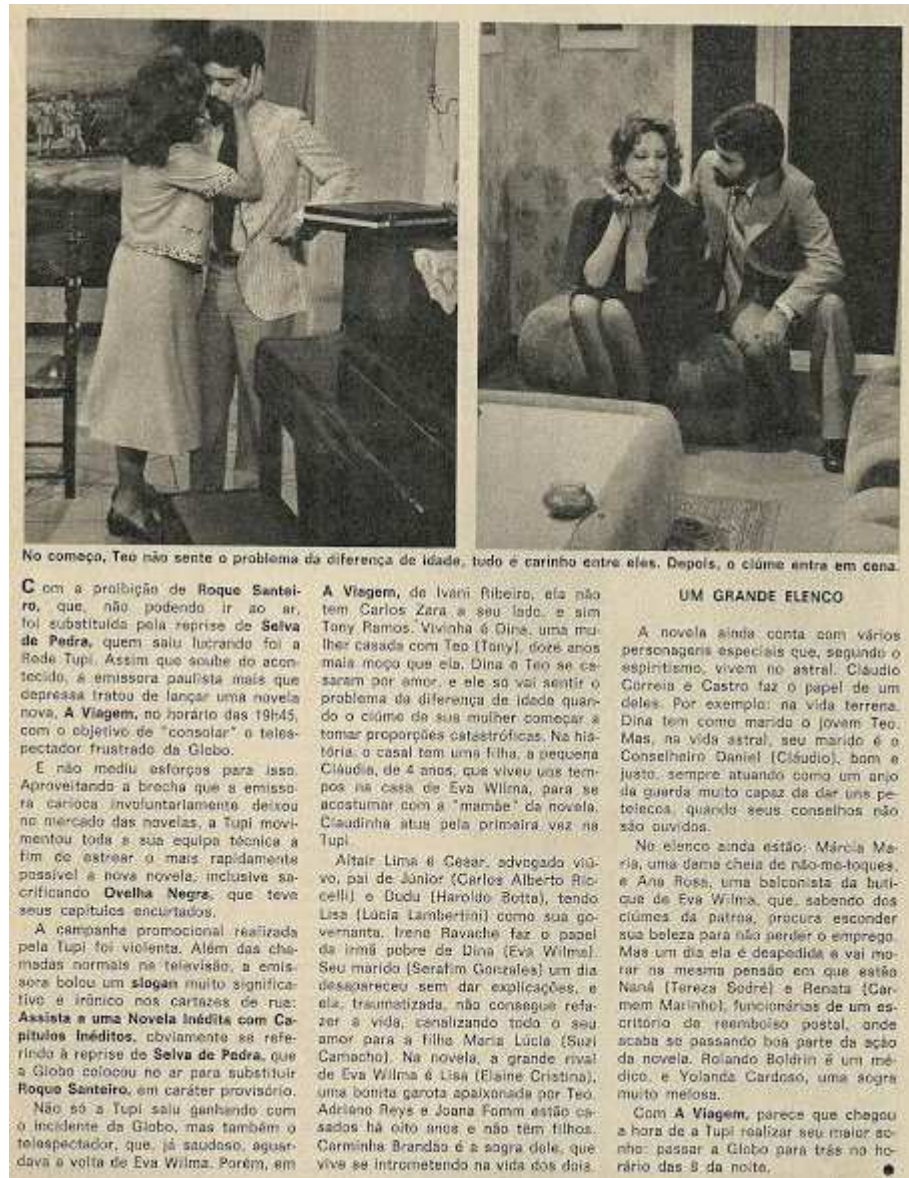 No começo, Teo não sente o problema da diferença de idade, tudo é carinho entre eles. Depois, o ciúme entra em cena.
Com a proibição de Roque Santei-
ro, que, não podendo ir ao ar,
foi substituída pela reprise de Selva
de Pedra, quem saiu lucrando foi a
Rede Tupi. Assim que soube do acon-
tecido, a emissora paulista mais que
depressa tratou de lançar uma novela
nova, A Viagem, no horário das 19h45,
com o objetivo de "consolar" o teles-
pectador frustrado da Globo.
E não mediu esforços para isso.
Aproveitando a brecha que a emisso-
ra carioca involuntariamente deixou
no mercado das novelas, a Tupi movi-
mentou toda a sua equipe técnica a
fim de estrear o mais rapidamente
possível a nova novela, inclusive sa-
crificando Ovelha Negra, que teve
seus capítulos encurtados.
A campanha promocional realizada
pela Tupi foi violenta. Além das cha-
madas normais na televisão, a emis-
sora bolou um slogan muito significa-
tivo e irônico nos cartazes de rua:
Assista a uma Novela Inédita com Ca-
pítulos Inéditos, obviamente se refe-
rindo à reprise de Selva de Pedra, que
a Globo colocou no ar para substituir
Roque Santeiro, em caráter provisório.
Não só a Tupi saiu ganhando com
o incidente da Globo, mas também o
telespectador, que, já saudoso, aguar-
dava a volta de Eva Wilma. Porém, em
A Viagem, de Ivani Ribeiro, ela não
tem Carlos Zara a seu lado, e sim
Tony Ramos. Vivinha é Dina, uma mu-
lher casada com Teo (Tony), doze anos
mais moço que ela. Dina e Teo se ca-
saram por amor, e ele só vai sentir o
problema da diferença de idade quan-
do o ciúme de sua mulher começar a
tomar proporções catastróficas. Na his-
tória, o casal tem uma filha, a pequena
Cláudia, de 4 anos, que viveu uns tem-
pos na casa de Eva Wilma, para se
acostumar com a "mamãe" da novela.
Claudinha atua pela primeira vez na
Tupi.
Altair Lima é César, advogado viú-
vo, pai de Júnior (Carlos Alberto Ric-
celli) e Dudu (Haroldo Botta), tendo
Lisa (Lúcia Lambertini) como sua go-
vernanta. Irene Ravache faz o papel
da irmã pobre de Dina (Eva Wilma).
Seu marido (Serafim Gonzales) um dia
desapareceu sem dar explicações, e
ela, traumatizada, não consegue refa-
zer a vida, canalizando todo o seu
amor para a filha Maria Lúcia (Suzi
Camacho). Na novela, a grande rival
de Eva Wilma é Lisa (Elaine Cristina),
uma bonita garota apaixonada por Teo.
Adriano Reys e Joana Fomm estão ca-
sados há oito anos e não têm filhos.
Carminha Brandão é a sogra dele, que
vive se intrometendo na vida dos dois.
UM GRANDE ELENCO
A novela ainda conta com vários
personagens especiais que, segundo o
espiritismo, vivem no astral. Cláudio
Correia e Castro faz o papel de um
deles. Por exemplo: na vida terrena,
Dina tem como marido o jovem Teo.
Mas, na vida astral, seu marido é o
Conselheiro Daniel (Cláudio), bom e
justo, sempre atuando como um anjo
da guarda muito capaz de dar uns pe-
telecos, quando seus conselhos não
são ouvidos.
No elenco ainda estão: Márcia Ma-
ria, uma dama cheia de não-me-toques,
e Ana Rosa, uma balconista da buti-
que de Eva Wilma, que, sabendo dos
ciúmes da patroa, procura esconder
sua beleza para não perder o emprego.
Mas um dia ela é despedida e vai mo-
rar na mesma pensão em que estão
Naná (Tereza Sodré) e Renata (Car-
mem Marinho), funcionárias de um es-
critório de reembolso postal, onde
acaba se passando boa parte da ação
da novela. Rolando Boldrin é um mé-
dico, e Yolanda Cardoso, uma sogra
muito melosa.
Com A Viagem, parece que chegou
a hora de a Tupi realizar seu maior so-
nho: passar a Globo para trás no ho-
rário das 8 da noite.